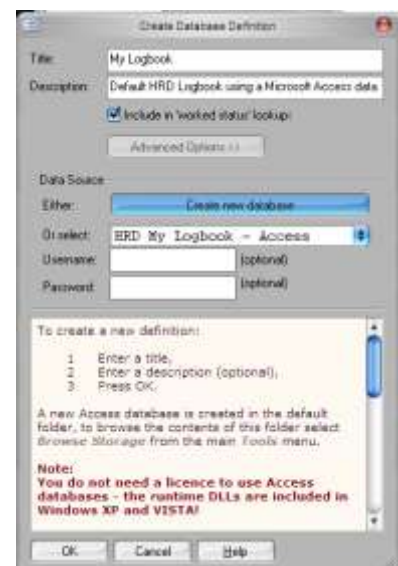 Create Database Definition
Title:
My Logbook
Description:
Default HRD Logbook using a Microsoft Access data
Include in 'worked status' lookup:
Advanced Options >>
Data Source
Either:
Create new database
Or select:
HRD My Logbook - Access
Username:
(optional)
Password:
(optional)
To create a new definition:
1 Enter a title,
2 Enter a description (optional),
3 Press OK.
A new Access database is created in the default
folder, to browse the contents of this folder select
Browse Storage from the main Tools menu.
Note:
You do not need a licence to use Access
databases - the runtime DLLs are included in
Windows XP and VISTA!
OK
Cancel
Help